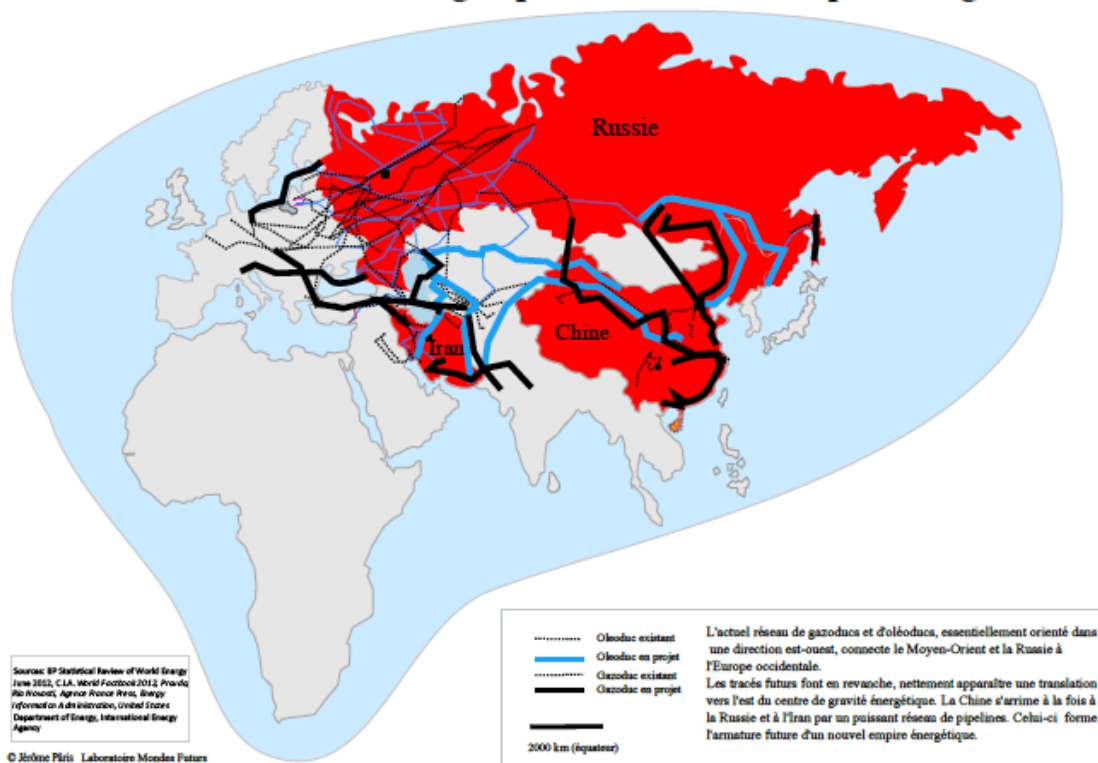 Russie
Chine
Iran
Oleoduc existant
Oleoduc en projet
Gazoduc existant
Gazoduc en projet
2000 km (équateur)
L'actuel réseau de gazoducs et d'oléoducs, essentiellement orienté dans
une direction est-ouest, connecte le Moyen-Orient et la Russie à
l'Europe occidentale.
Les tracés futurs font en revanche, nettement apparaître une translation
vers l'est du centre de gravité énergétique. La Chine s'arrime à la fois à
la Russie et à l'Iran par un puissant réseau de pipelines. Celui-ci forme
l'armature future d'un nouvel empire énergétique.
Sources: BP Statistical Review of World Energy
June 2012, C.I.A. World Factbook 2012, Pravda,
Ria Novosti, Agence France Press, Energy
Information Administration, United States
Department of Energy, International Energy
Agency
© Jérôme Pâris Laboratoire Mondes Futurs